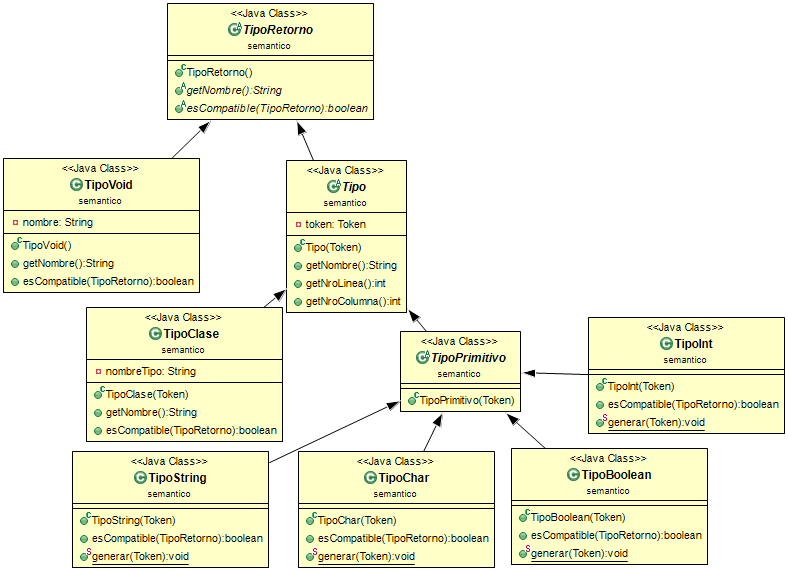 <<Java Class>>
TipoRetorno
semantico
TipoRetorno()
getNombre():String
esCompatible(TipoRetorno):boolean
<<Java Class>>
TipoVoid
semantico
nombre: String
TipoVoid()
getNombre():String
esCompatible(TipoRetorno):boolean
<<Java Class>>
Tipo
semantico
token: Token
Tipo(Token)
getNombre():String
getNroLinea():int
getNroColumna():int
<<Java Class>>
TipoClase
semantico
nombreTipo: String
TipoClase(Token)
getNombre():String
esCompatible(TipoRetorno):boolean
<<Java Class>>
TipoPrimitivo
semantico
TipoPrimitivo(Token)
<<Java Class>>
TipoInt
semantico
TipoInt(Token)
esCompatible(TipoRetorno):boolean
generar(Token):void
<<Java Class>>
TipoString
semantico
TipoString(Token)
esCompatible(TipoRetorno):boolean
generar(Token):void
<<Java Class>>
TipoChar
semantico
TipoChar(Token)
esCompatible(TipoRetorno):boolean
generar(Token):void
<<Java Class>>
TipoBoolean
semantico
TipoBoolean(Token)
esCompatible(TipoRetorno):boolean
generar(Token):void